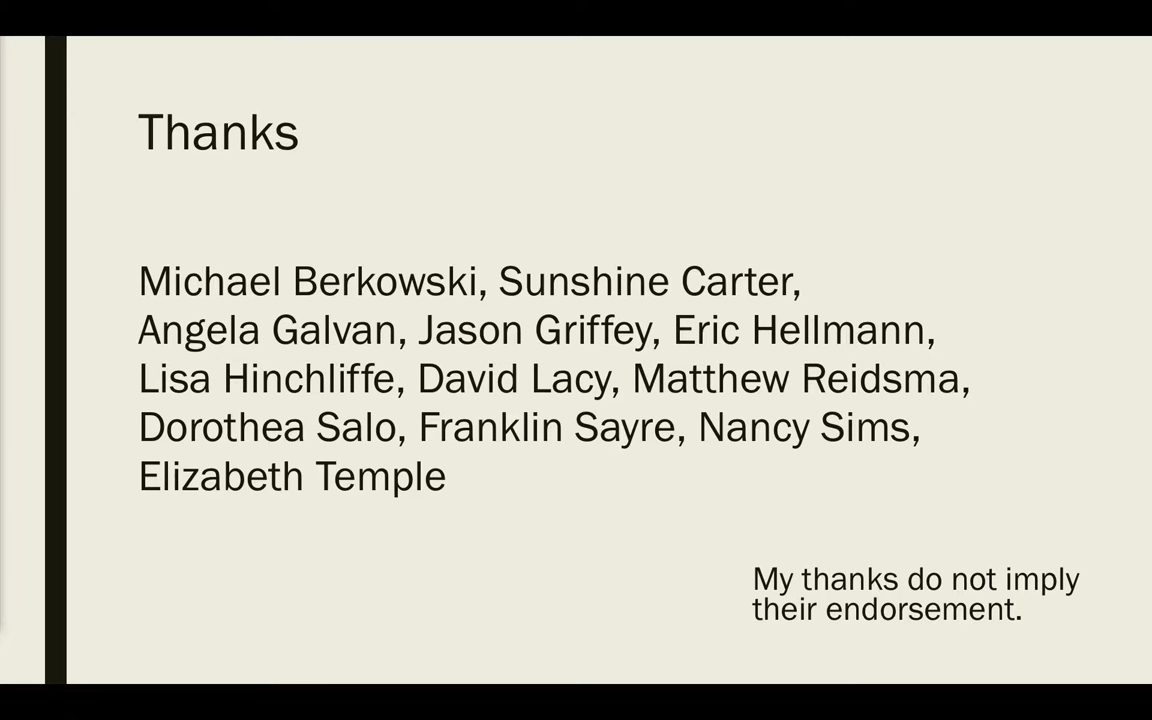 Thanks
Michael Berkowski, Sunshine Carter,
Angela Galvan, Jason Griffey, Eric Hellmann,
Lisa Hinchliffe, David Lacy, Matthew Reidsma,
Dorothea Salo, Franklin Sayre, Nancy Sims,
Elizabeth Temple
My thanks do not imply
their endorsement.